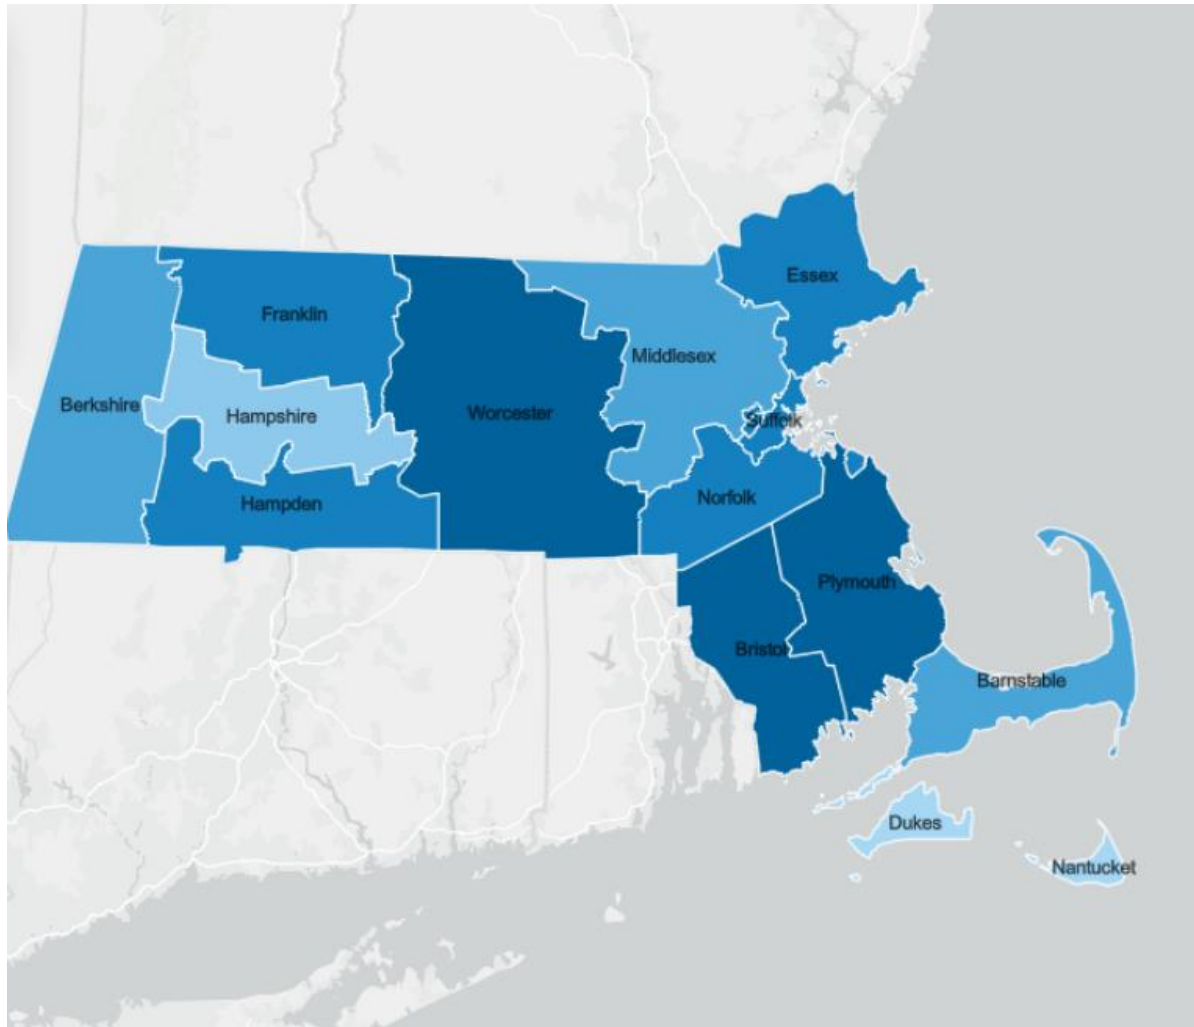 Essex
Franklin
Middlesex
Berkshire
Hampshire
Worcester
Suffolk
Norfolk
Hampden
Plymouth
Bristol
Barnstable
Dukes
Nantucket